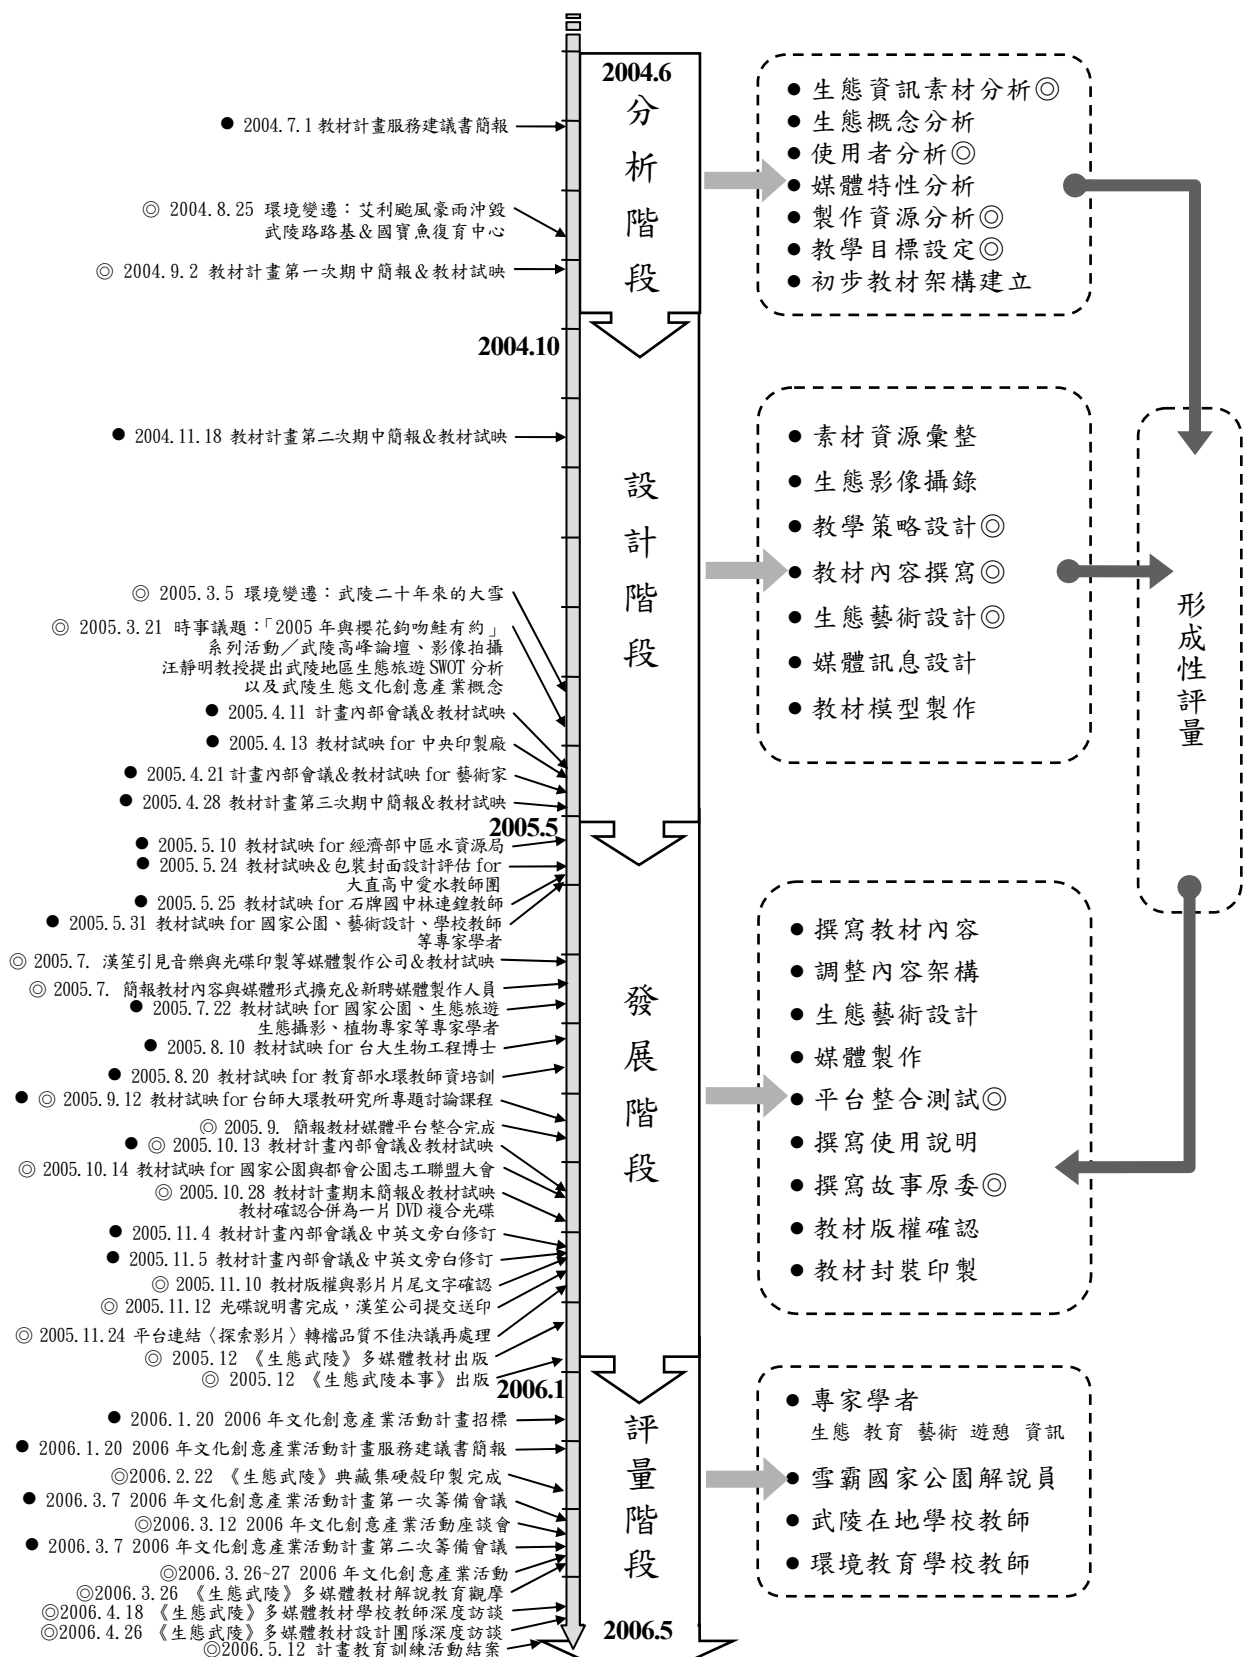 2004.6
分析階段
● 2004.7.1 教材計畫服務建議書簡報
◎ 2004.8.25 環境變遷：艾利颱風豪雨沖毀
武陵路路基＆國寶魚復育中心
◎ 2004.9.2 教材計畫第一次期中簡報＆教材試映
● 生態資訊素材分析◎
● 生態概念分析
● 使用者分析◎
● 媒體特性分析
● 製作資源分析◎
● 教學目標設定◎
● 初步教材架構建立
2004.10
設計階段
● 2004.11.18 教材計畫第二次期中簡報＆教材試映
◎ 2005.3.5 環境變遷：武陵二十年來的大雪
◎ 2005.3.21 時事議題：「2005 年與櫻花鉤吻鮭有約」
系列活動／武陵高峰論壇、影像拍攝
汪靜明教授提出武陵地區生態旅遊 SWOT 分析
以及武陵生態文化創意產業概念
● 2005.4.11 計畫內部會議＆教材試映
● 2005.4.13 教材試映 for 中央印製廠
● 2005.4.21 計畫內部會議＆教材試映 for 藝術家
● 2005.4.28 教材計畫第三次期中簡報＆教材試映
● 素材資源彙整
● 生態影像攝錄
● 教學策略設計◎
● 教材內容撰寫◎
● 生態藝術設計◎
● 媒體訊息設計
● 教材模型製作
形成性評量
2005.5
發展階段
● 2005.5.10 教材試映 for 經濟部中區水資源局
● 2005.5.24 教材試映＆包裝封面設計評估 for
大直高中愛水教師團
● 2005.5.25 教材試映 for 石牌國中林連鍠教師
● 2005.5.31 教材試映 for 國家公園、藝術設計、學校教師
等專家學者
◎ 2005.7. 漢笙引見音樂與光碟印製等媒體製作公司＆教材試映
◎ 2005.7. 簡報教材內容與媒體形式擴充＆新聘媒體製作人員
● 2005.7.22 教材試映 for 國家公園、生態旅遊
生態攝影、植物專家等專家學者
● 2005.8.10 教材試映 for 台大生物工程博士
● 2005.8.20 教材試映 for 教育部水環教師資培訓
● ◎ 2005.9.12 教材試映 for 台師大環教研究所專題討論課程
◎ 2005.9. 簡報教材媒體平台整合完成
● ◎ 2005.10.13 教材計畫內部會議＆教材試映
◎ 2005.10.14 教材試映 for 國家公園與都會公園志工聯盟大會
◎ 2005.10.28 教材計畫期末簡報＆教材試映
教材確認合併為一片 DVD 複合光碟
● 2005.11.4 教材計畫內部會議＆中英文旁白修訂
● 2005.11.5 教材計畫內部會議＆中英文旁白修訂
◎ 2005.11.10 教材版權與影片片尾文字確認
◎ 2005.11.12 光碟說明書完成，漢笙公司提交送印
◎ 2005.11.24 平台連結〈探索影片〉轉檔品質不佳決議再處理
◎ 2005.12 《生態武陵》多媒體教材出版
◎ 2005.12 《生態武陵本事》出版
● 撰寫教材內容
● 調整內容架構
● 生態藝術設計
● 媒體製作
● 平台整合測試◎
● 撰寫使用說明
● 撰寫故事原委◎
● 教材版權確認
● 教材封裝印製
2006.1
評量階段
● 2006.1.20 2006 年文化創意產業活動計畫招標
● 2006.1.20 2006 年文化創意產業活動計畫服務建議書簡報
◎2006.2.22 《生態武陵》典藏集硬殼印製完成
● 2006.3.7 2006 年文化創意產業活動計畫第一次籌備會議
◎2006.3.12 2006 年文化創意產業活動座談會
● 2006.3.7 2006 年文化創意產業活動計畫第二次籌備會議
◎2006.3.26~27 2006 年文化創意產業活動
◎2006.3.26 《生態武陵》多媒體教材解說教育觀摩
◎2006.4.18 《生態武陵》多媒體教材學校教師深度訪談
◎2006.4.26 《生態武陵》多媒體教材設計團隊深度訪談
◎2006.5.12 計畫教育訓練活動結案
● 專家學者
生態 教育 藝術 遊憩 資訊
● 雪霸國家公園解說員
● 武陵在地學校教師
● 環境教育學校教師
2006.5